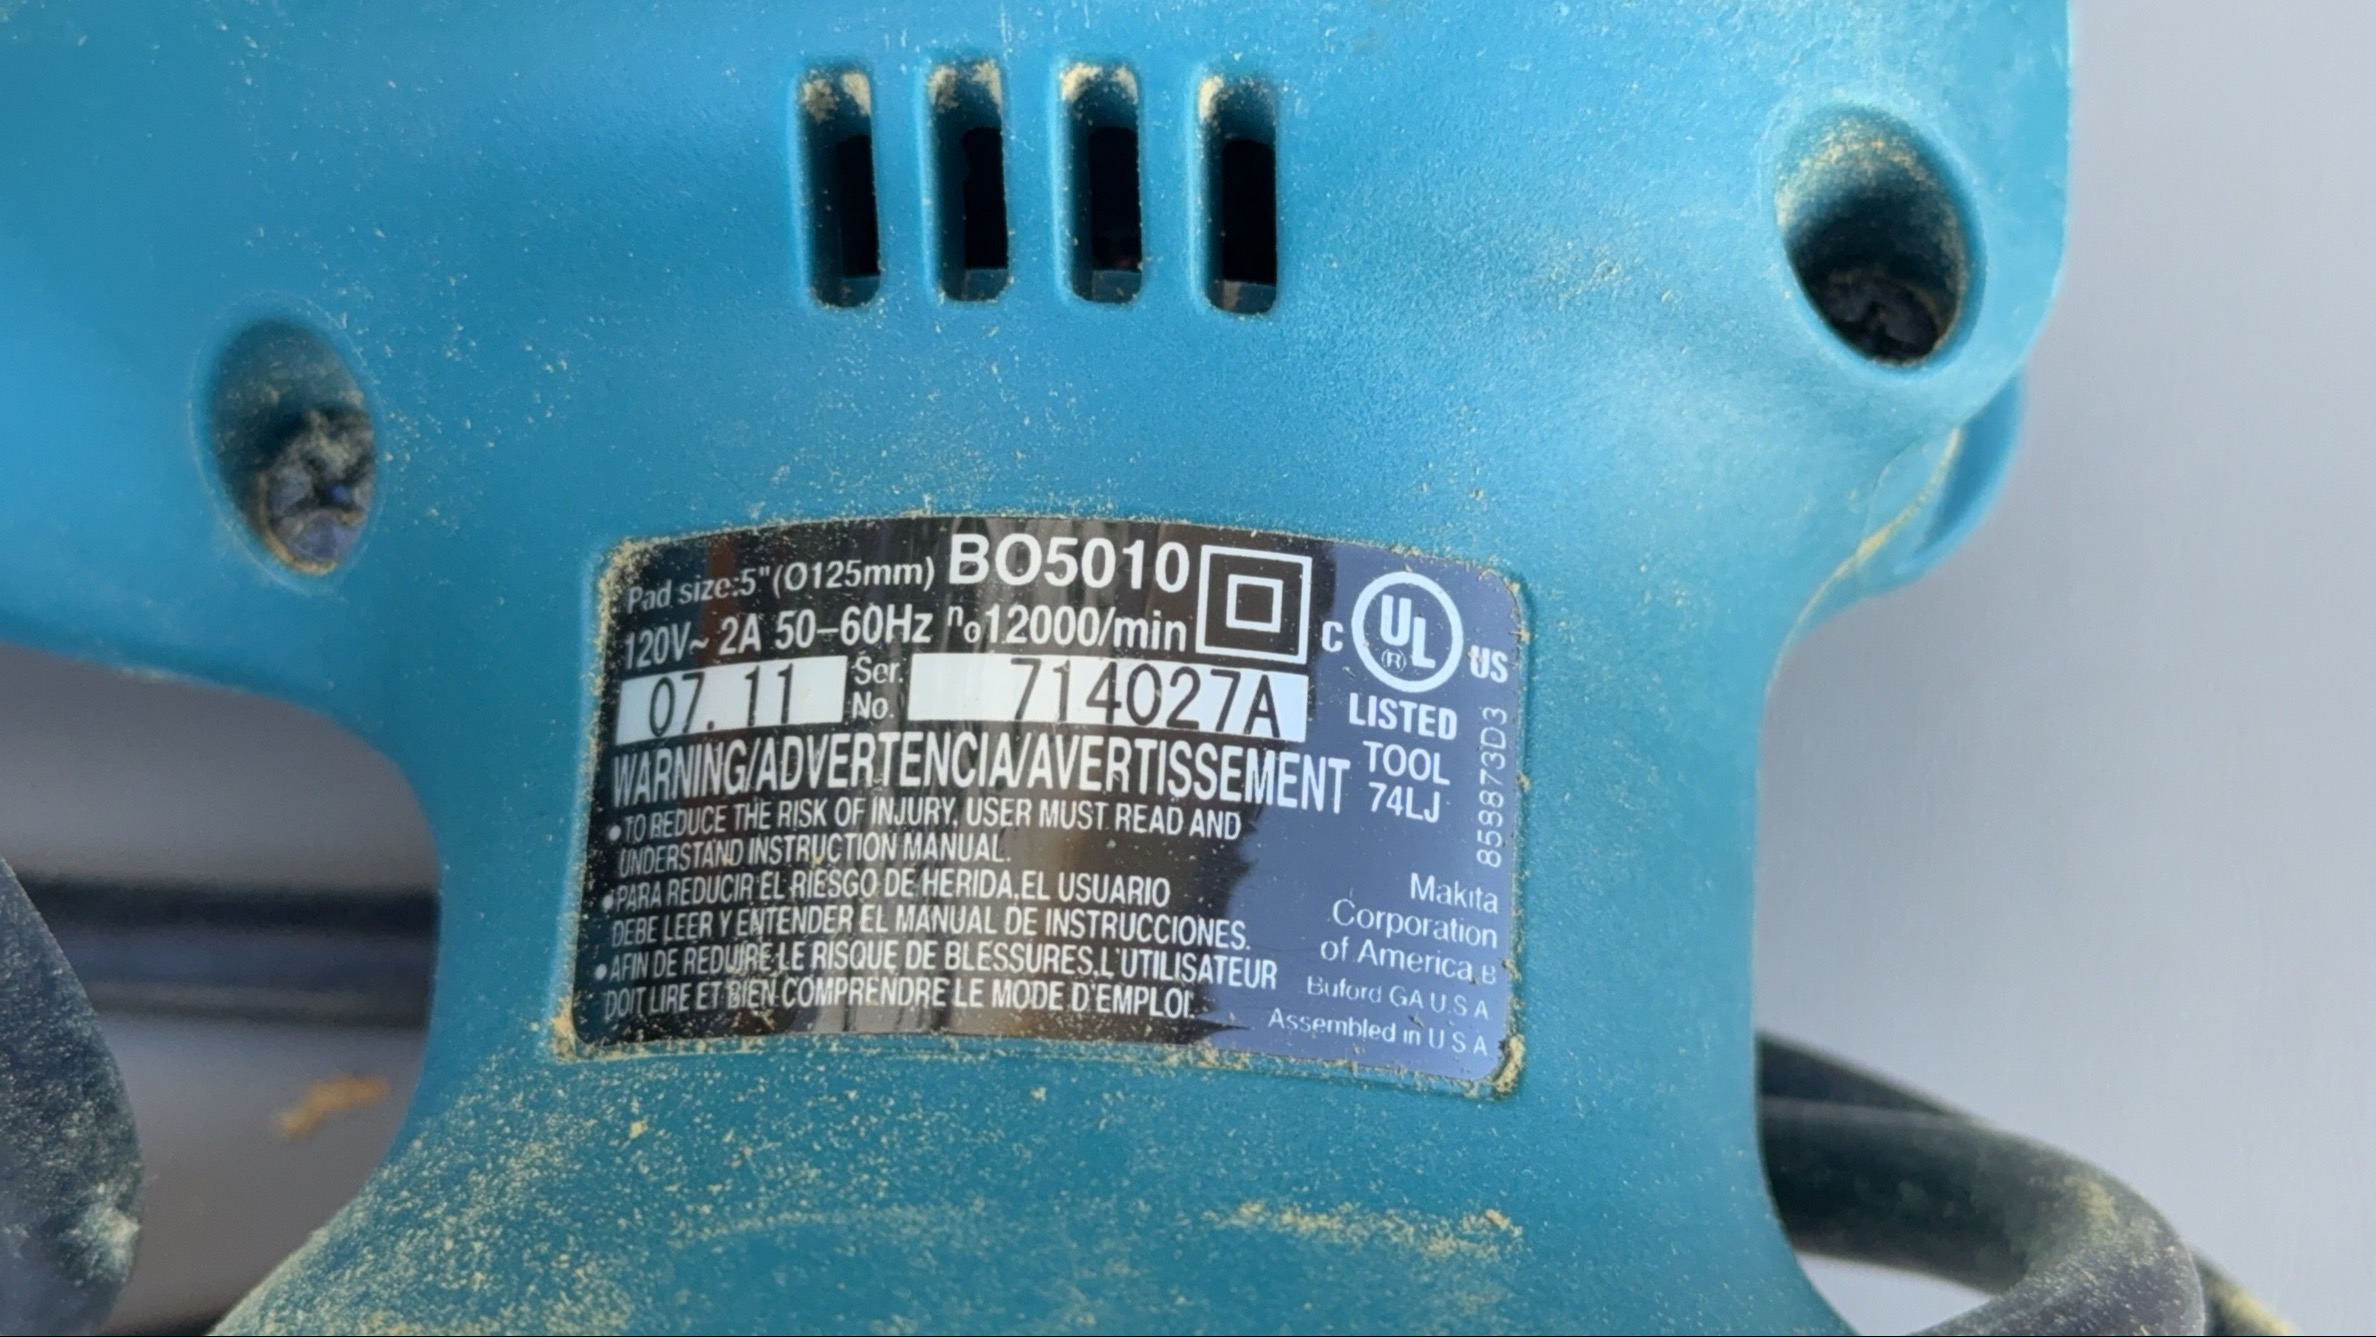 Pad size:5"(Ø125mm) BO5010
120V~ 2A 50–60Hz n₀12000/min
07. 11 Ser. No. 714027A
C UL (R) US
LISTED
TOOL
74LJ
858873D3
WARNING/ADVERTENCIA/AVERTISSEMENT
•TO REDUCE THE RISK OF INJURY, USER MUST READ AND
UNDERSTAND INSTRUCTION MANUAL.
•PARA REDUCIR EL RIESGO DE HERIDA,EL USUARIO
DEBE LEER Y ENTENDER EL MANUAL DE INSTRUCCIONES.
•AFIN DE REDUIRE LE RISQUE DE BLESSURES,L'UTILISATEUR
DOIT LIRE ET BIEN COMPRENDRE LE MODE D'EMPLOI.
Makita
Corporation
of America B
Buford GA U.S.A
Assembled in U S A